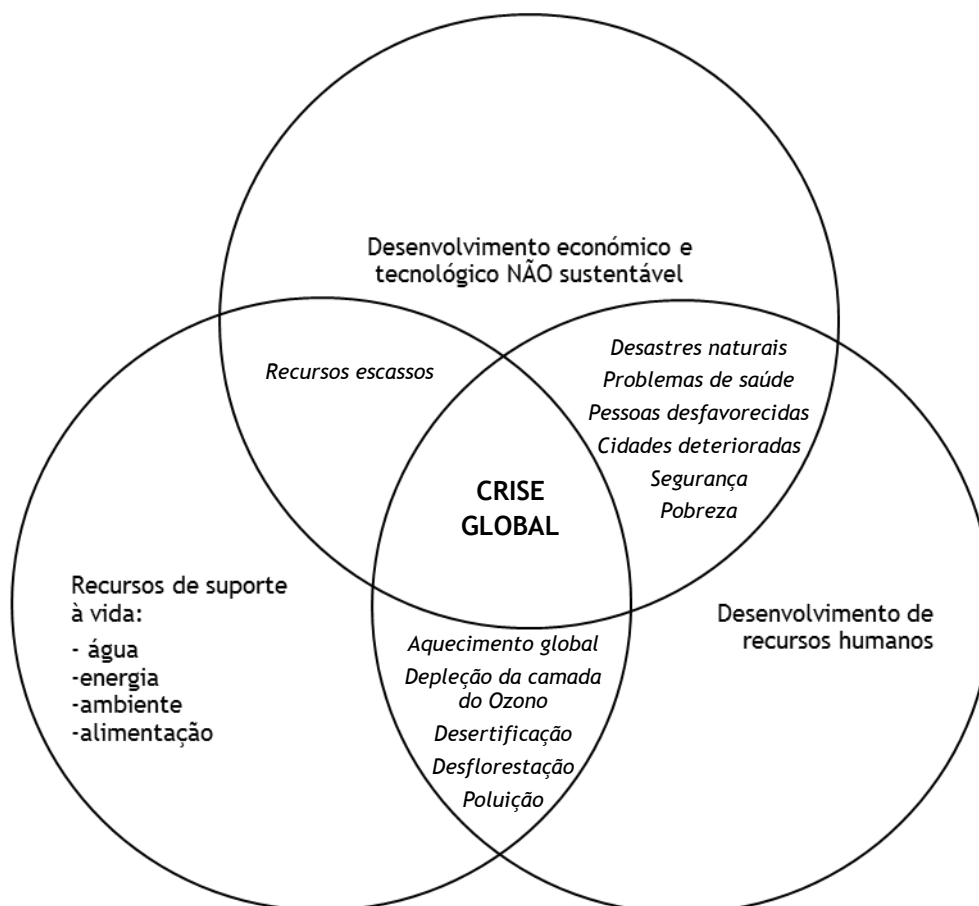 Desenvolvimento económico e
tecnológico NÃO sustentável
Recursos escassos
Desastres naturais
Problemas de saúde
Pessoas desfavorecidas
Cidades deterioradas
Segurança
Pobreza
CRISE
GLOBAL
Recursos de suporte
à vida:
- água
-energia
-ambiente
-alimentação
Desenvolvimento de
recursos humanos
Aquecimento global
Depleção da camada
do Ozono
Desertificação
Desflorestação
Poluição